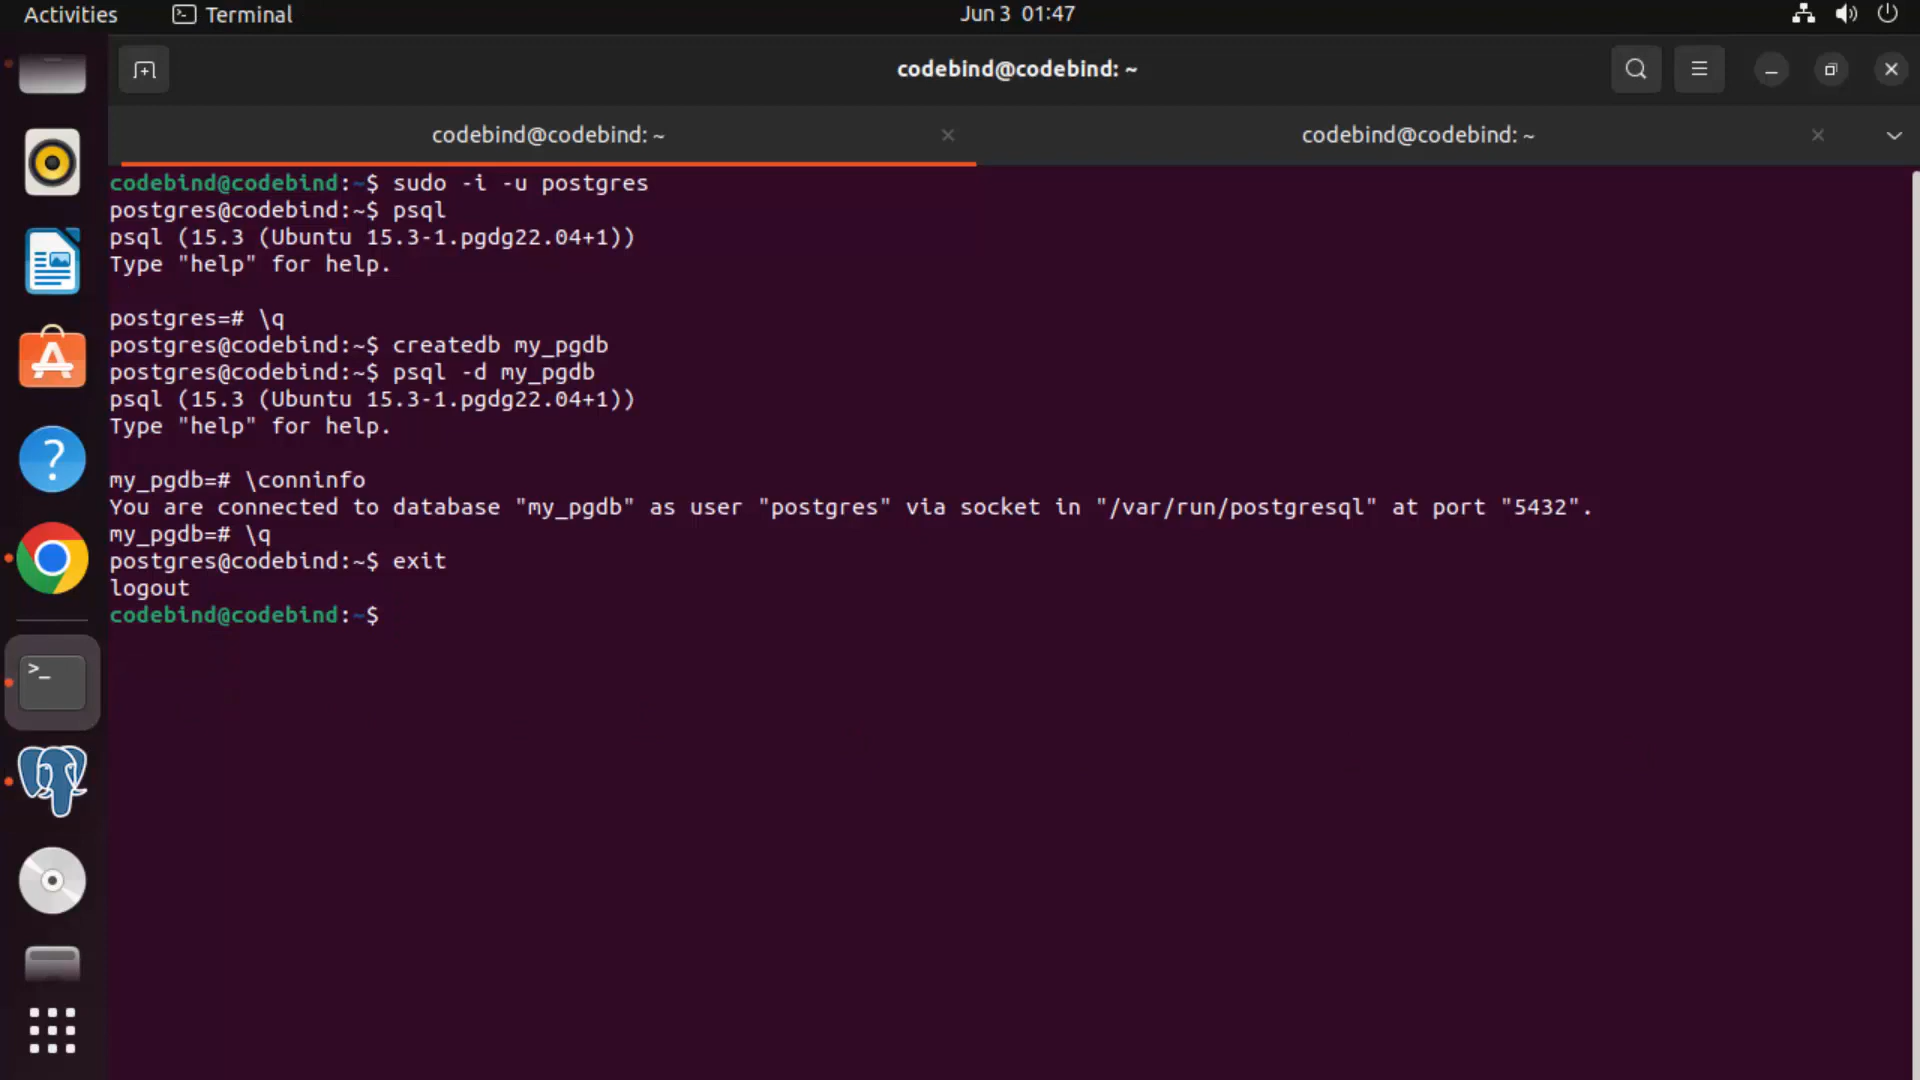 Activities
Terminal
Jun 3 01:47
codebind@codebind: ~
codebind@codebind: ~
codebind@codebind: ~
codebind@codebind:~$ sudo -i -u postgres
postgres@codebind:~$ psql
psql (15.3 (Ubuntu 15.3-1.pgdg22.04+1))
Type "help" for help.
postgres=# \q
postgres@codebind:~$ createdb my_pgdb
postgres@codebind:~$ psql -d my_pgdb
psql (15.3 (Ubuntu 15.3-1.pgdg22.04+1))
Type "help" for help.
my_pgdb=# \conninfo
You are connected to database "my_pgdb" as user "postgres" via socket in "/var/run/postgresql" at port "5432".
my_pgdb=# \q
postgres@codebind:~$ exit
logout
codebind@codebind:~$